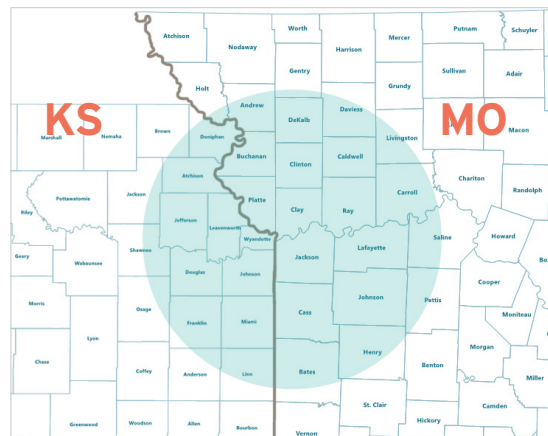 Atchison
Nodaway
Worth
Harrison
Mercer
Putnam
Schuyler
Gentry
Sullivan
Adair
Holt
Grundy
Andrew
DeKalb
Daviess
KS
MO
Marshall
Nemaha
Brown
Doniphan
Livingston
Macon
Buchanan
Clinton
Caldwell
Atchison
Charlton
Carroll
Randolph
Pottawatomie
Jackson
Platte
Riley
Jefferson
Leavenworth
Clay
Ray
Wyandotte
Saline
Howard
Geary
Wabaunsee
Shawnee
Jackson
Lafayette
Douglas
Johnson
Cooper
Morris
Osage
Johnson
Pettis
Moniteau
Franklin
Miami
Cass
Lyon
Morgan
Chase
Coffey
Anderson
Linn
Bates
Henry
Benton
Miller
St. Clair
Camden
Greenwood
Woodson
Allen
Bourbon
Vernon
Hickory